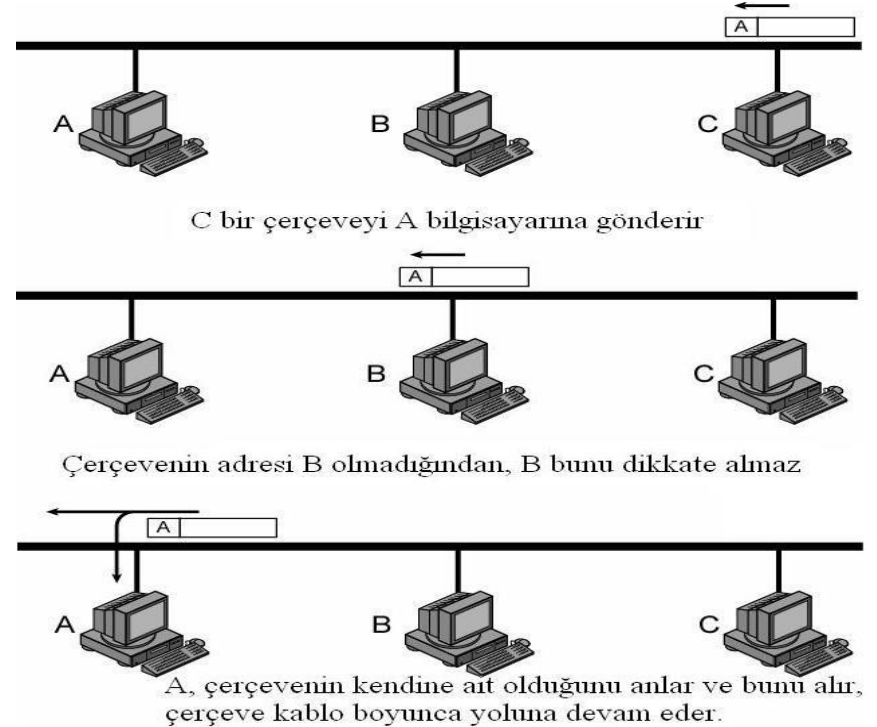 A
A B C
C bir çerçeveyi A bilgisayarına gönderir
A
A B C
Çerçevenin adresi B olmadığından, B bunu dikkate almaz
A
A B C
A, çerçevenin kendine ait olduğunu anlar ve bunu alır,
çerçeve kablo boyunca yoluna devam eder.